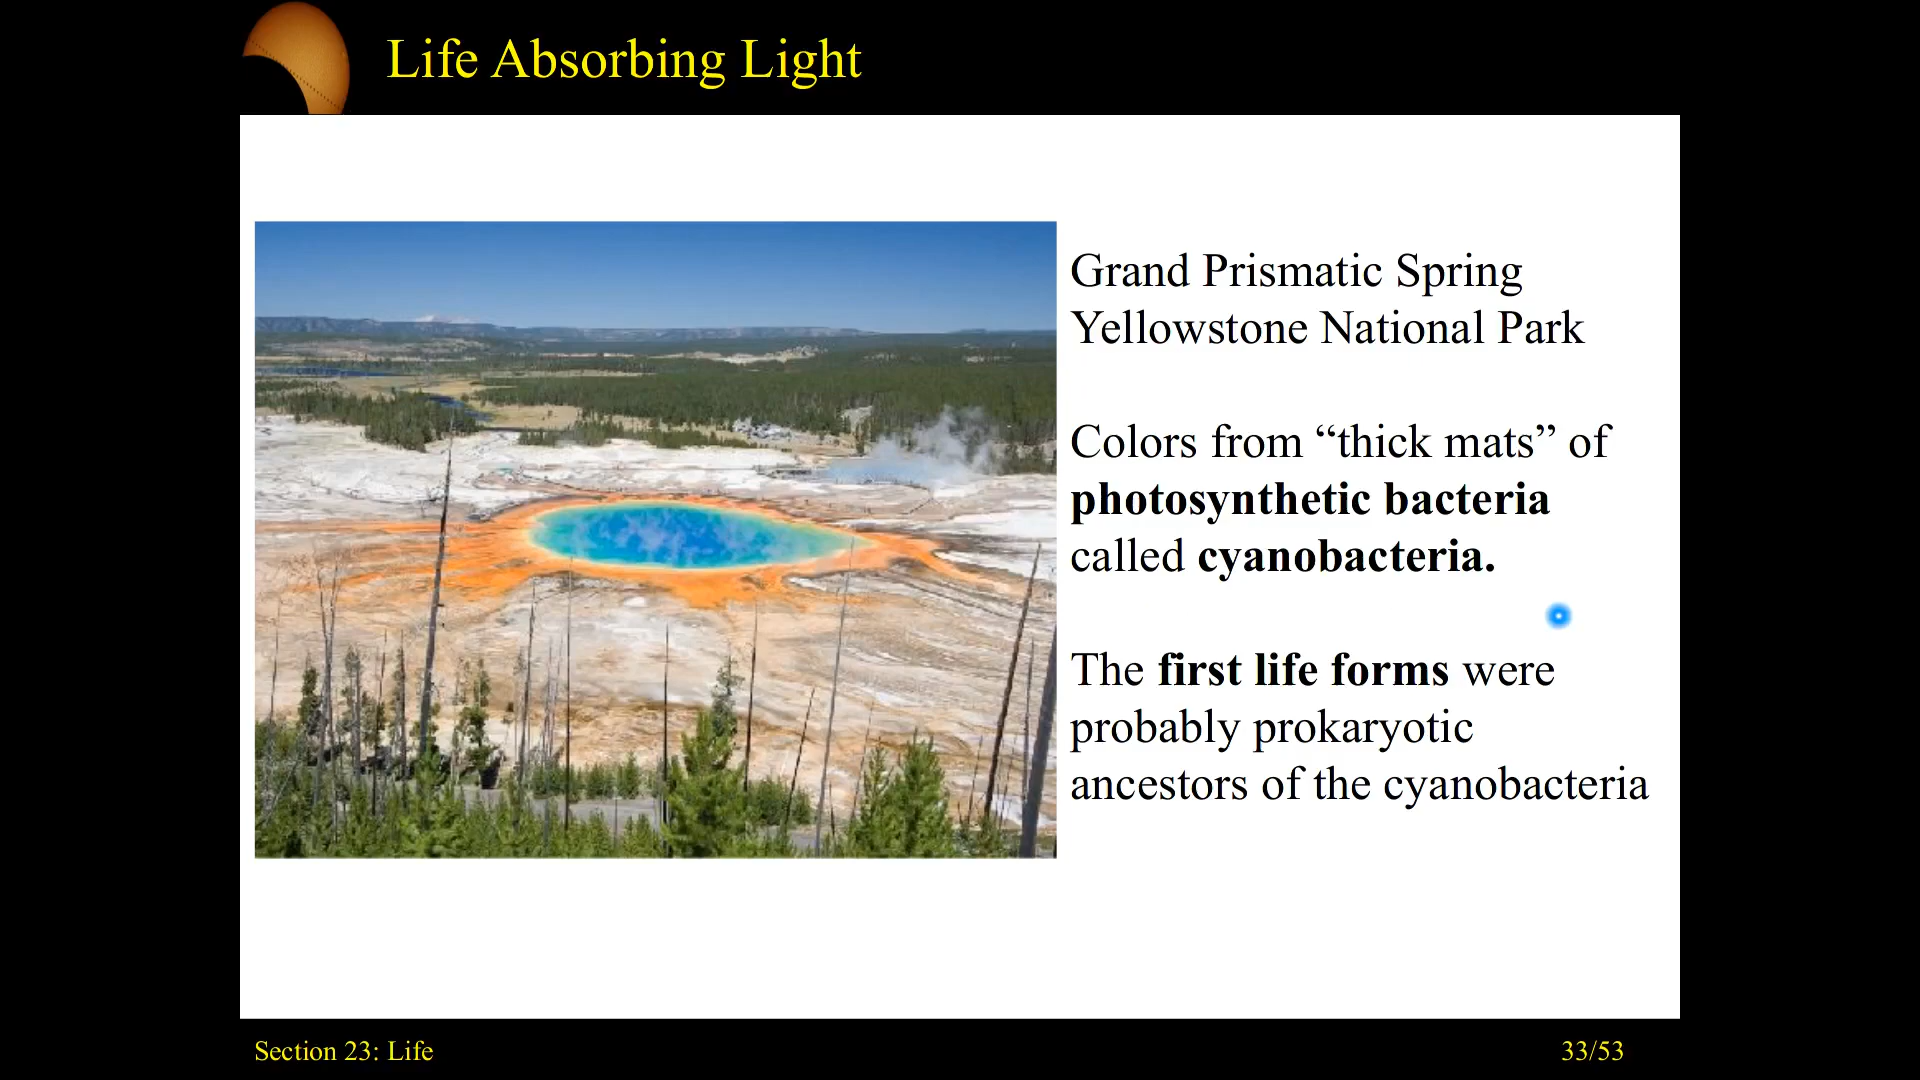 Life Absorbing Light
Grand Prismatic Spring
Yellowstone National Park
Colors from “thick mats” of
photosynthetic bacteria
called cyanobacteria.
The first life forms were
probably prokaryotic
ancestors of the cyanobacteria
Section 23: Life
33/53